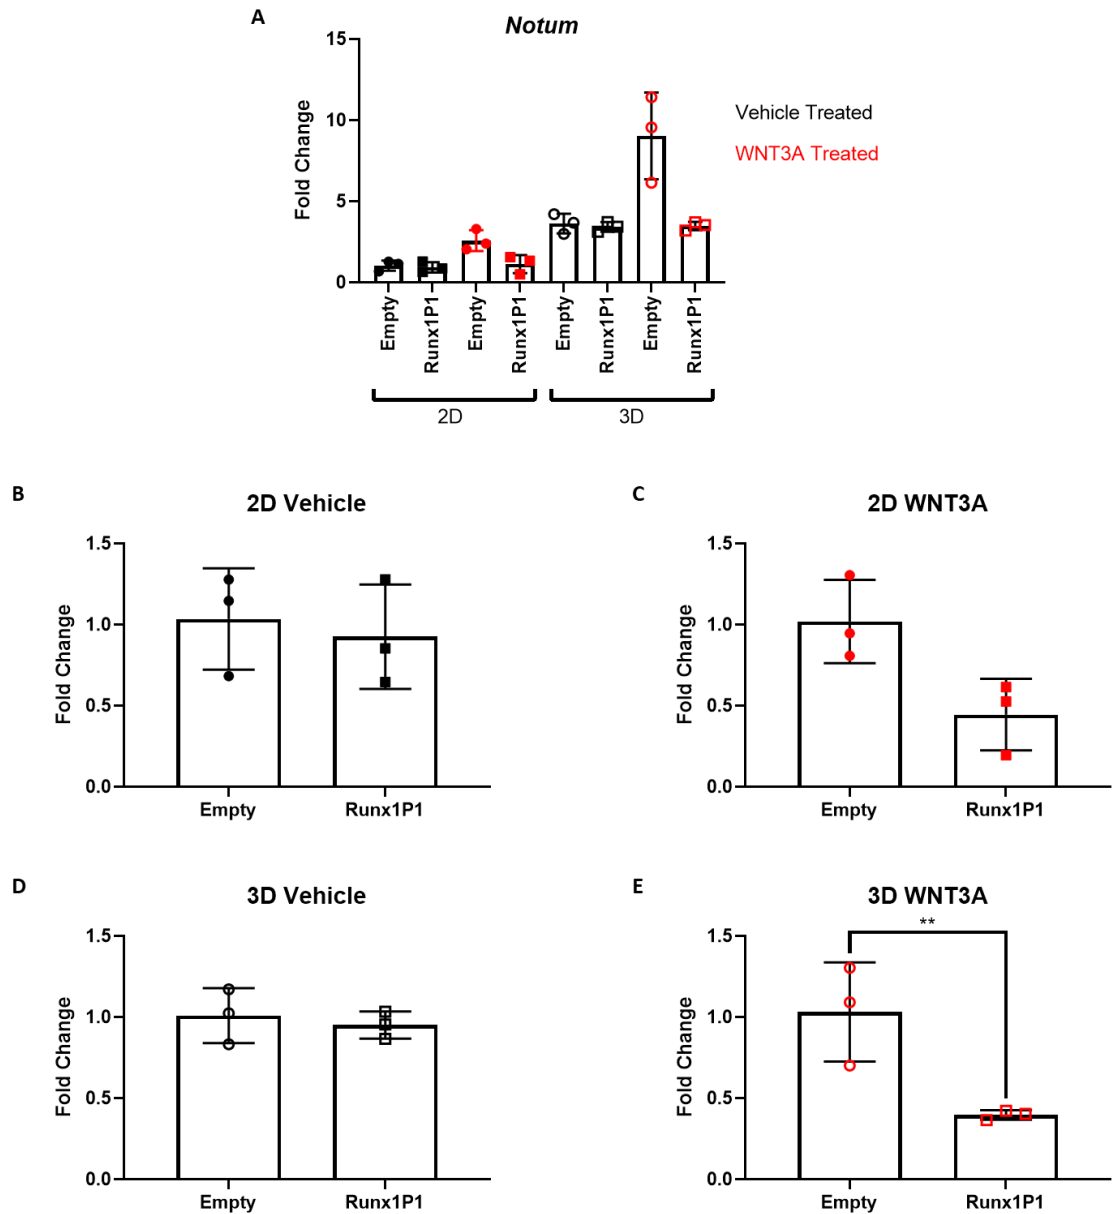 A
Notum
15
10
5
0
Fold Change
Vehicle Treated
WNT3A Treated
Empty
Runx1P1
Empty
Runx1P1
Empty
Runx1P1
Empty
Runx1P1
2D
3D
B
2D Vehicle
1.5
1.0
0.5
0.0
Fold Change
Empty
Runx1P1
C
2D WNT3A
1.5
1.0
0.5
0.0
Fold Change
Empty
Runx1P1
D
3D Vehicle
1.5
1.0
0.5
0.0
Fold Change
Empty
Runx1P1
E
3D WNT3A
**
1.5
1.0
0.5
0.0
Fold Change
Empty
Runx1P1